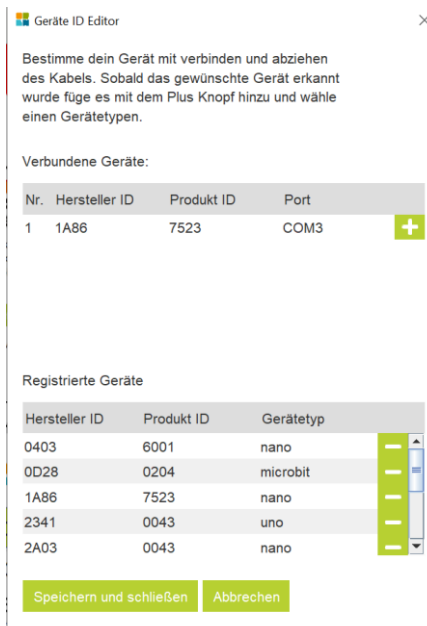 Geräte ID Editor
Bestimme dein Gerät mit verbinden und abziehen
des Kabels. Sobald das gewünschte Gerät erkannt
wurde füge es mit dem Plus Knopf hinzu und wähle
einen Gerätetypen.
Verbundene Geräte:
Nr. Hersteller ID Produkt ID Port
1 1A86 7523 COM3
Registrierte Geräte
Hersteller ID Produkt ID Gerätetyp
0403 6001 nano
0D28 0204 microbit
1A86 7523 nano
2341 0043 uno
2A03 0043 nano
Speichern und schließen Abbrechen